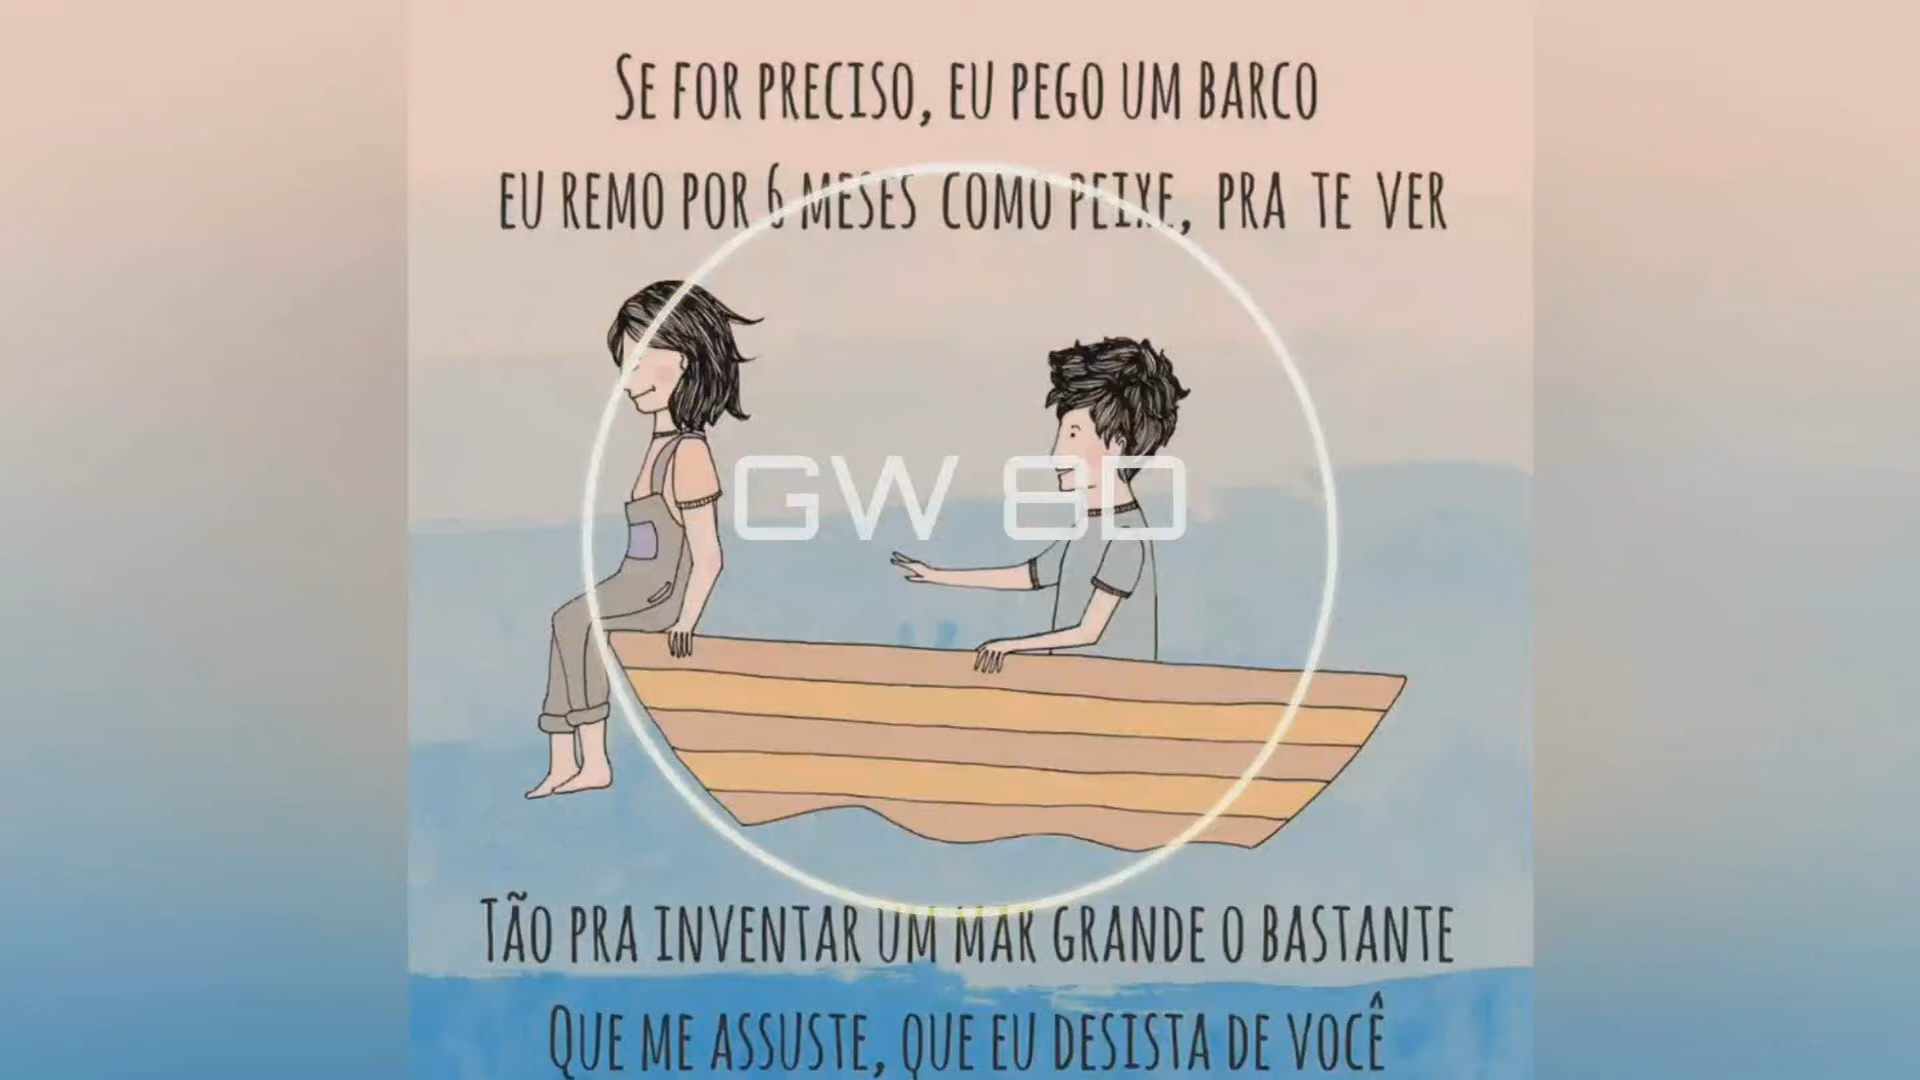 SE FOR PRECISO, EU PEGO UM BARCO
EU REMO POR 6 MESES COMO PEIXE, PRA TE VER
GW 8D
TÃO PRA INVENTAR UM MAR GRANDE O BASTANTE
QUE ME ASSUSTE, QUE EU DESISTA DE VOCÊ